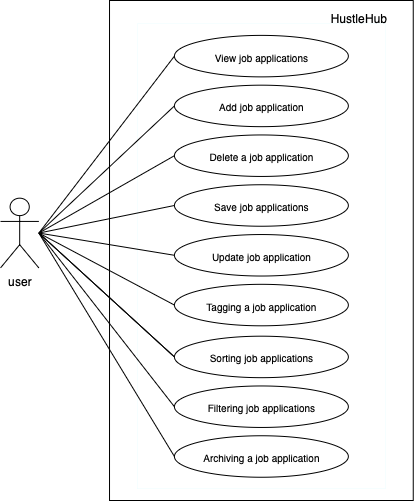 HustleHub
View job applications
Add job application
Delete a job application
Save job applications
user
Update job application
Tagging a job application
Sorting job applications
Filtering job applications
Archiving a job application